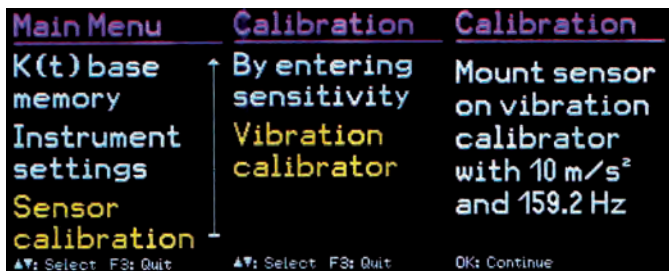 Main Menu
K(t) base
memory
Instrument
settings
Sensor
calibration
▲▼: Select F3: Quit
Calibration
By entering
sensitivity
Vibration
calibrator
▲▼: Select F3: Quit
Calibration
Mount sensor
on vibration
calibrator
with 10 m/s²
and 159.2 Hz
OK: Continue